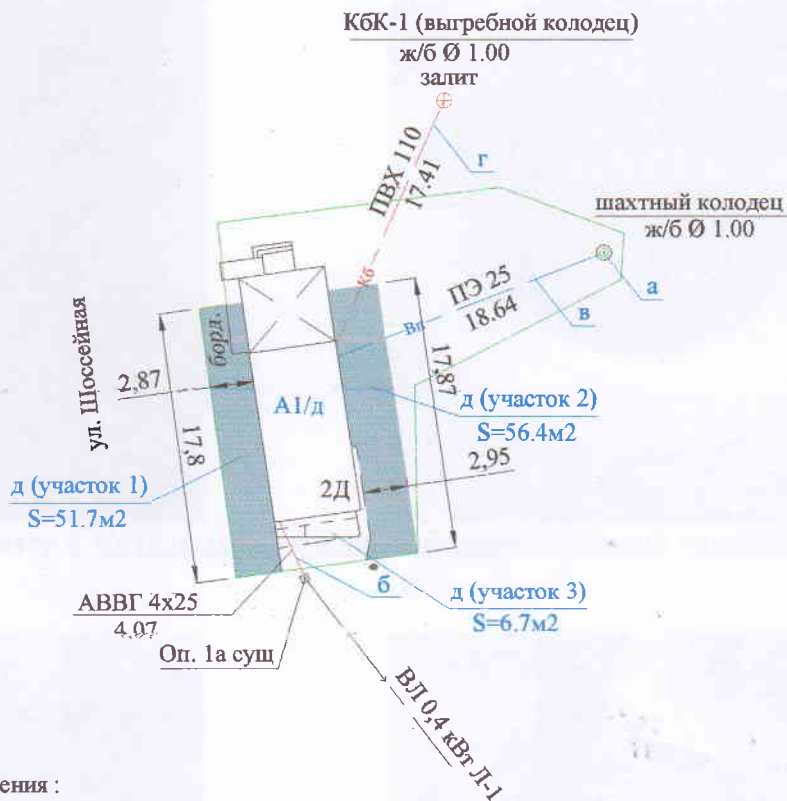 КбК-1 (выгребной колодец)
ж/б Ø 1.00
залит
ПВХ 110
17.41
г
шахтный колодец
ж/б Ø 1.00
а
Кб
ПЭ 25
18.64
в
Вп
ул. Шоссейная
борд.
2,87
17,8
А1/д
17,87
д (участок 2)
S=56.4м2
2,95
2Д
д (участок 1)
S=51.7м2
АВВГ 4х25
4.07
б
д (участок 3)
S=6.7м2
Оп. 1а сущ
ВЛ 0,4 кВт Л-1
ения :